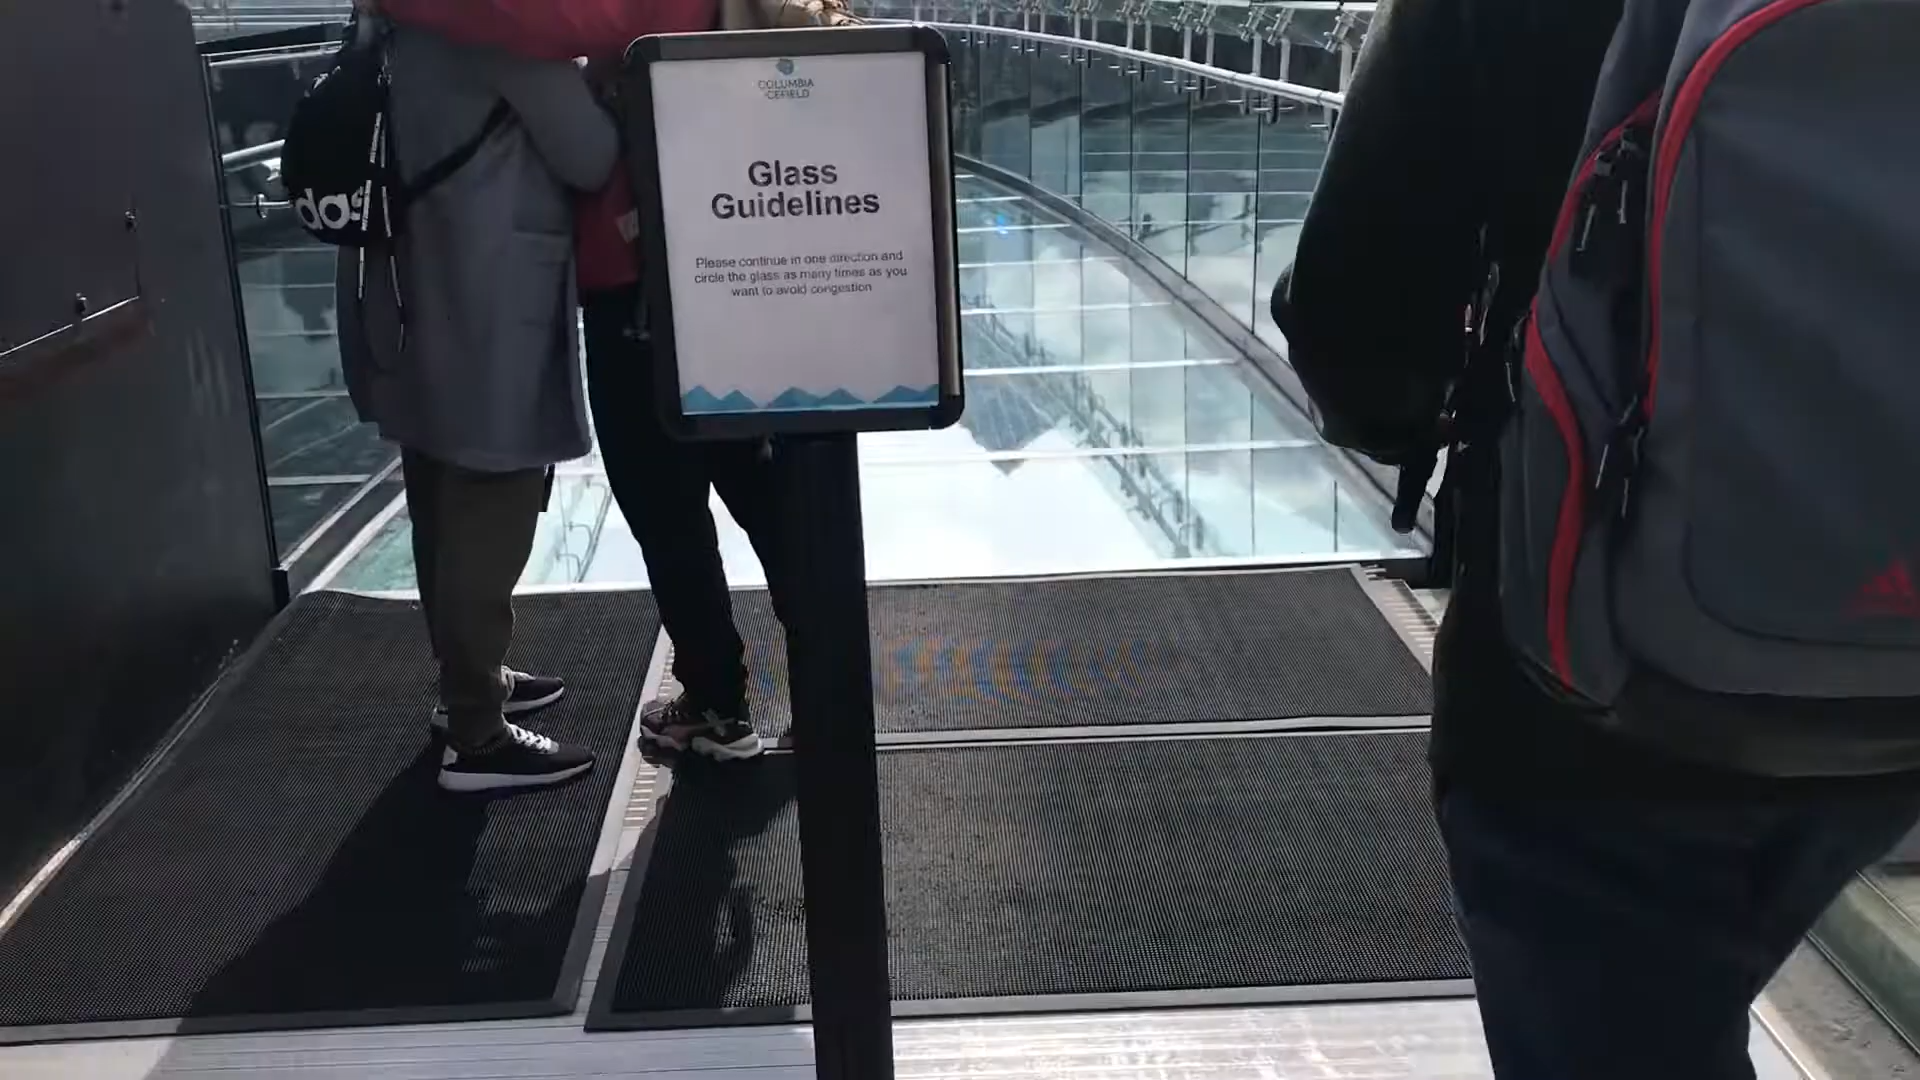 COLUMBIA
ICEFIELD
Glass
Guidelines
Please continue in one direction and
circle the glass as many times as you
want to avoid congestion
das